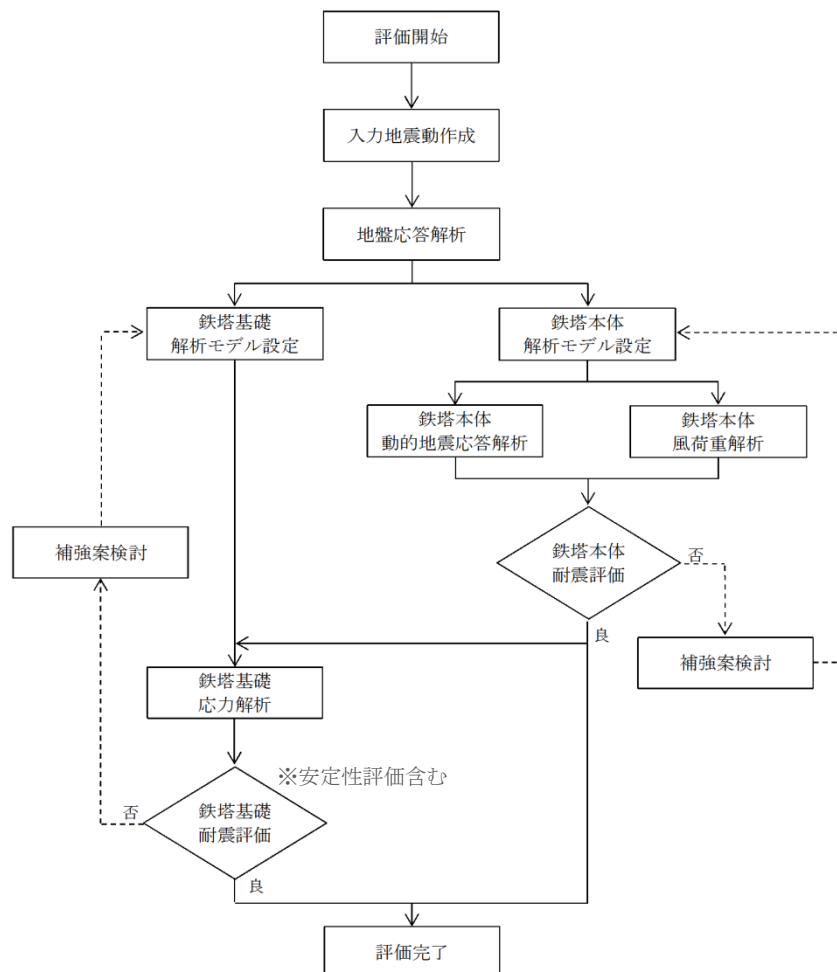 評価開始
入力地震動作成
地盤応答解析
鉄塔基礎
解析モデル設定
鉄塔本体
解析モデル設定
鉄塔本体
動的地震応答解析
鉄塔本体
風荷重解析
補強案検討
鉄塔本体
耐震評価
否
良
補強案検討
鉄塔基礎
応力解析
※安定性評価含む
否
鉄塔基礎
耐震評価
良
評価完了